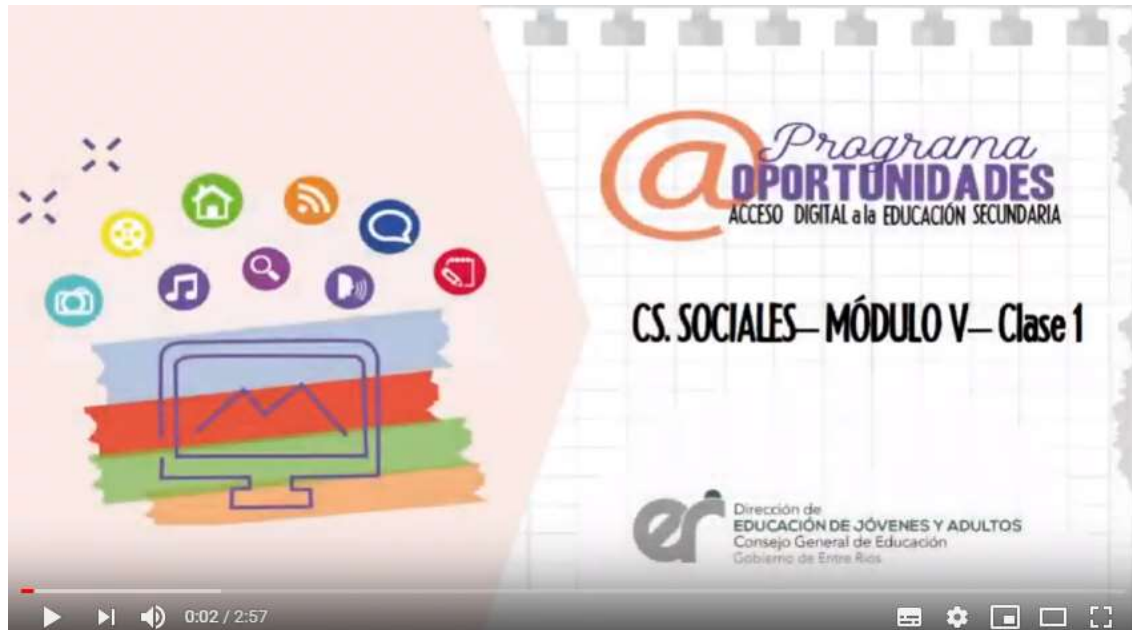 @Programa
OPORTUNIDADES
ACCESO DIGITAL a la EDUCACIÓN SECUNDARIA
CS. SOCIALES– MÓDULO V– Clase 1
er
Dirección de
EDUCACIÓN DE JÓVENES Y ADULTOS
Consejo General de Educación
Gobierno de Entre Ríos
0:02 / 2:57